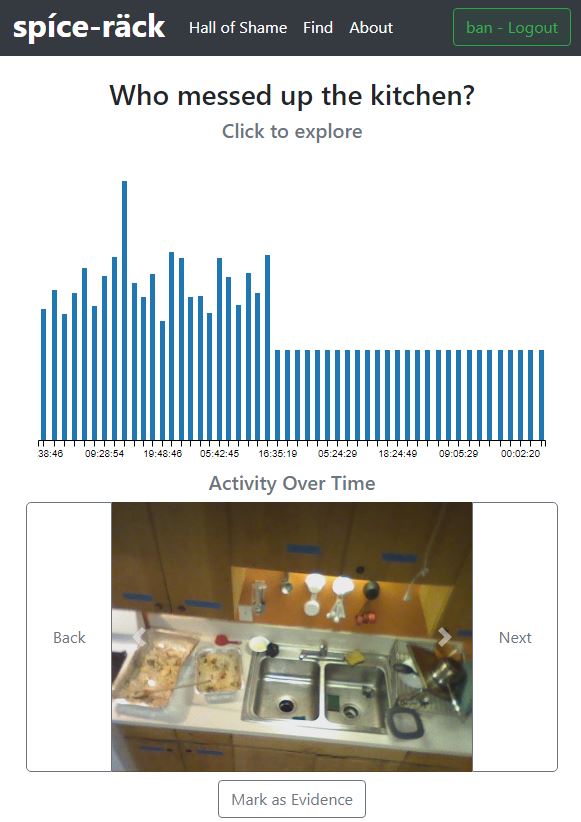 spíce-räck Hall of Shame Find About ban - Logout
Who messed up the kitchen?
Click to explore
38:46 09:28:54 19:48:46 05:42:45 16:35:19 05:24:29 18:24:49 09:05:29 00:02:20
Activity Over Time
Back Next
Mark as Evidence